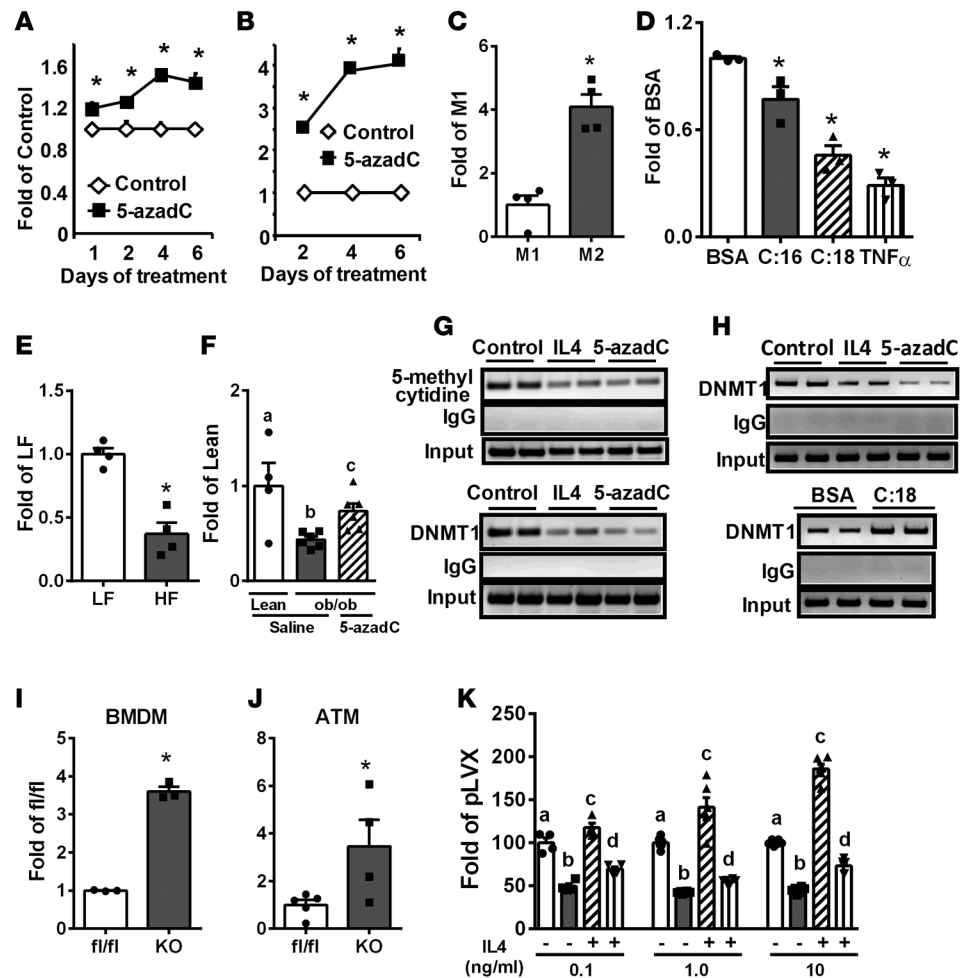 A
Fold of Control
1.6
1.2
0.8
0.4
0
* * * *
Control
5-azadC
1 2 4 6
Days of treatment
B
4
3
2
1
0
* * *
Control
5-azadC
2 4 6
Days of treatment
C
Fold of M1
6
4
2
0
*
M1 M2
D
Fold of BSA
1.2
0.6
0.0
* * *
BSA C:16 C:18 TNFα
E
Fold of LF
1.5
1.0
0.5
0.0
*
LF HF
F
Fold of Lean
2
1
0
a b c
Lean ob/ob
Saline 5-azadC
G
Control IL4 5-azadC
5-methyl
cytidine
IgG
Input
Control IL4 5-azadC
DNMT1
IgG
Input
H
Control IL4 5-azadC
DNMT1
IgG
Input
BSA C:18
DNMT1
IgG
Input
I
BMDM
Fold of fl/fl
5
4
3
2
1
0
*
fl/fl KO
J
ATM
8
6
4
2
0
*
fl/fl KO
K
Fold of pLVX
250
200
150
100
50
0
a b c d a b c d a b c d
IL4 - - + + - - + + - - + +
(ng/ml) 0.1 1.0 10